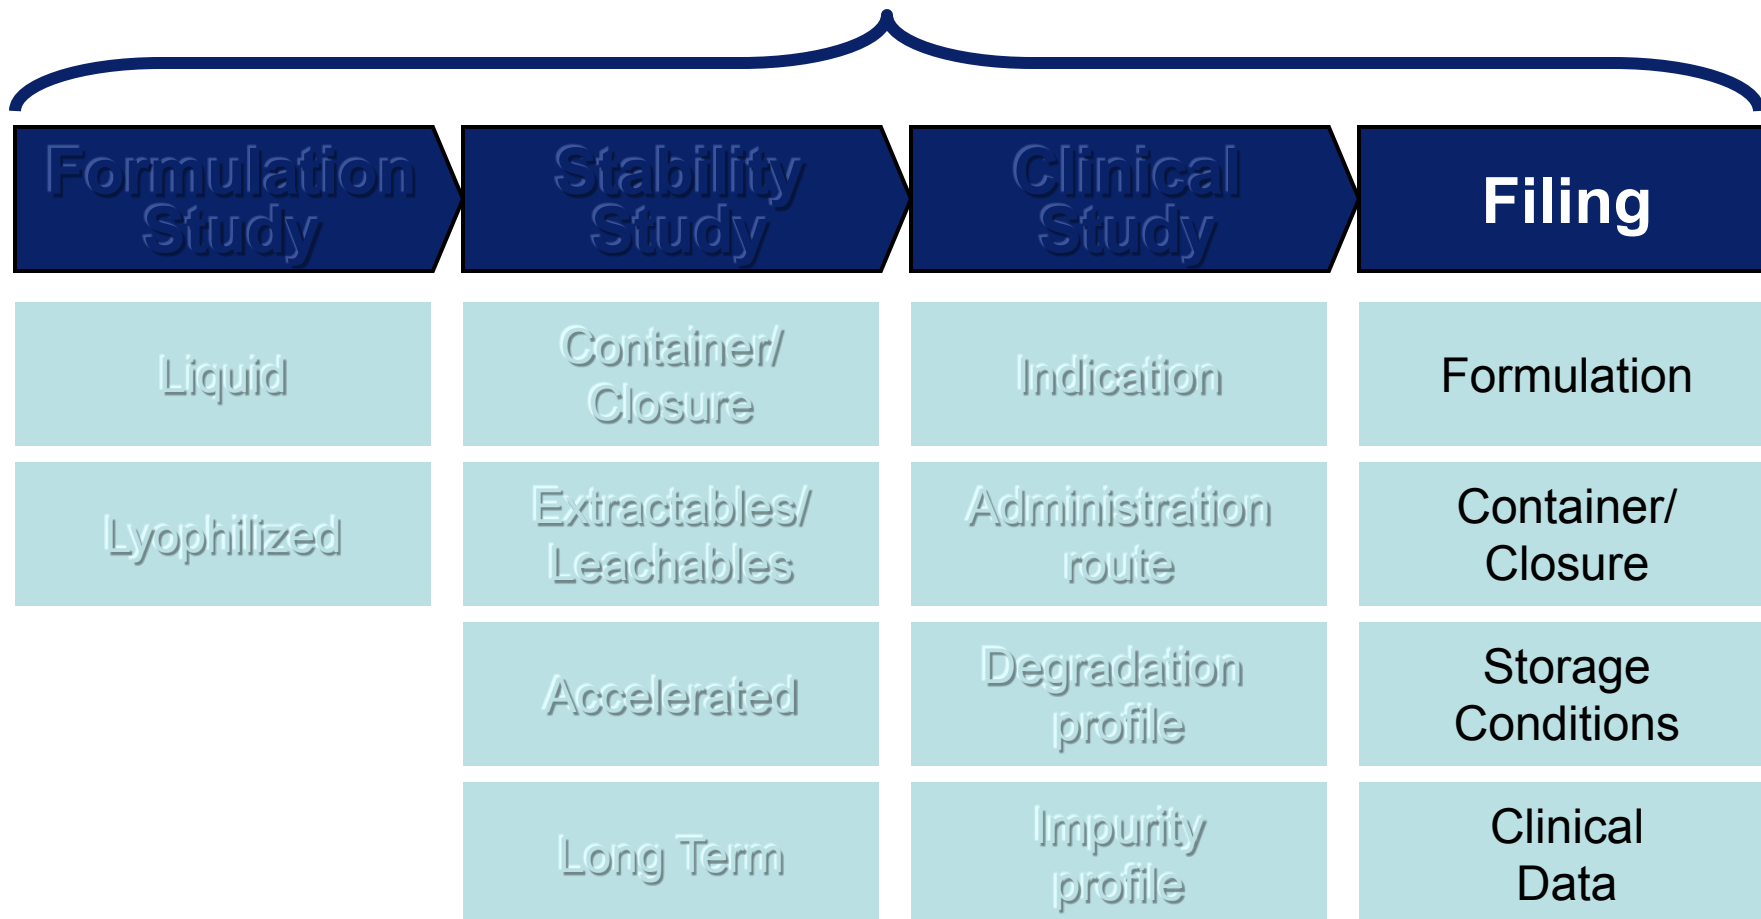 Formulation
Study
Stability
Study
Clinical
Study
Filing
Liquid
Container/
Closure
Indication
Formulation
Lyophilized
Extractables/
Leachables
Administration
route
Container/
Closure
Accelerated
Degradation
profile
Storage
Conditions
Long Term
Impurity
profile
Clinical
Data